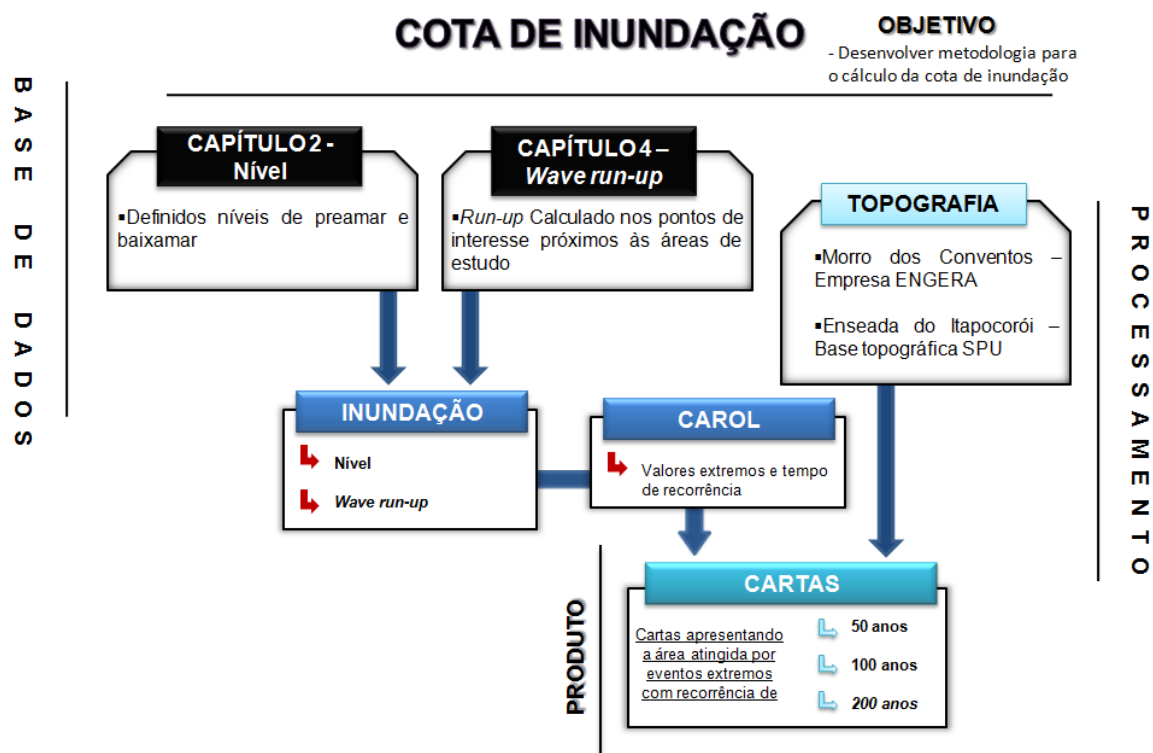 COTA DE INUNDAÇÃO
OBJETIVO
- Desenvolver metodologia para
o cálculo da cota de inundação
BASE DE DADOS
CAPÍTULO 2 -
Nível
▪Definidos níveis de preamar e
baixamar
CAPÍTULO 4 –
Wave run-up
▪Run-up Calculado nos pontos de
interesse próximos às áreas de
estudo
TOPOGRAFIA
▪Morro dos Conventos –
Empresa ENGERA
▪Enseada do Itapocorói –
Base topográfica SPU
PROCESSAMENTO
INUNDAÇÃO
Nível
Wave run-up
CAROL
Valores extremos e tempo
de recorrência
PRODUTO
CARTAS
Cartas apresentando
a área atingida por
eventos extremos
com recorrência de
50 anos
100 anos
200 anos